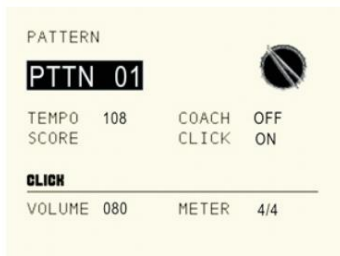 PATTERN
PTTN 01
TEMPO 108 COACH OFF
SCORE CLICK ON
CLICK
VOLUME 080 METER 4/4